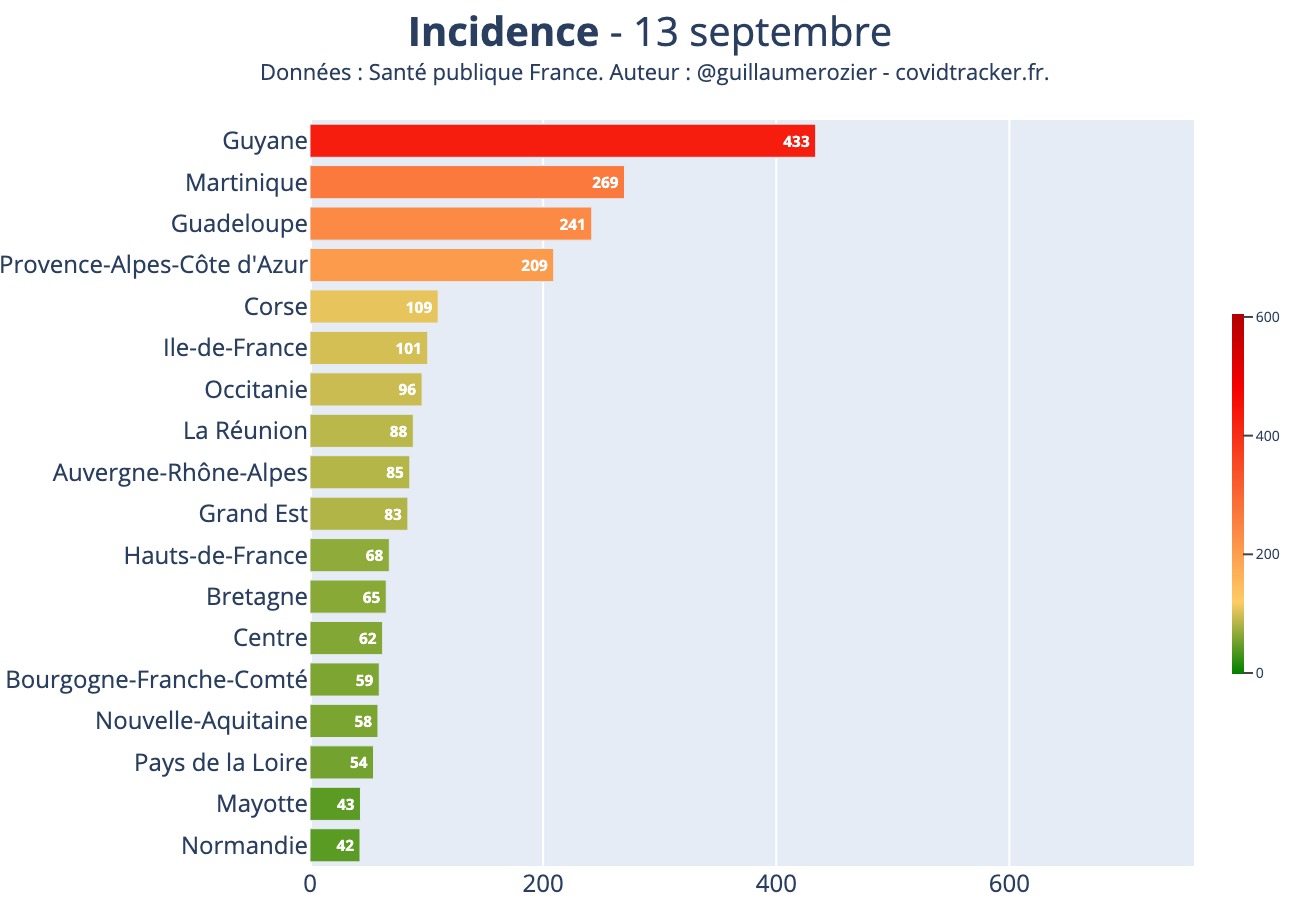 Incidence - 13 septembre
Données : Santé publique France. Auteur : @guillaumerozier - covidtracker.fr.
Guyane 433
Martinique 269
Guadeloupe 241
Provence-Alpes-Côte d'Azur 209
Corse 109
Ile-de-France 101
Occitanie 96
La Réunion 88
Auvergne-Rhône-Alpes 85
Grand Est 83
Hauts-de-France 68
Bretagne 65
Centre 62
Bourgogne-Franche-Comté 59
Nouvelle-Aquitaine 58
Pays de la Loire 54
Mayotte 43
Normandie 42
0 200 400 600
600
400
200
0